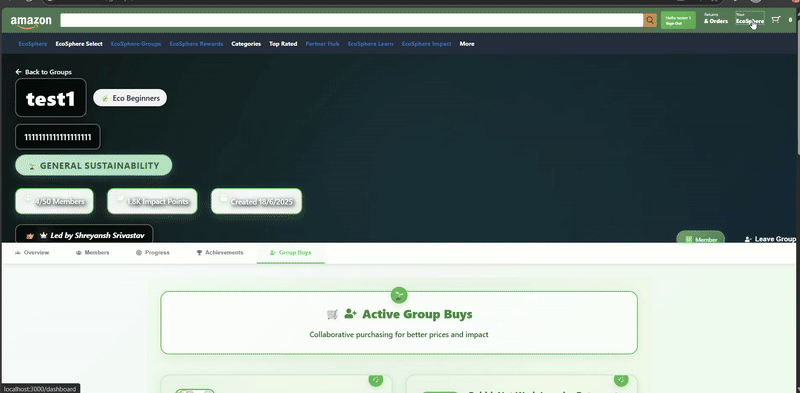 amazon
Hello tester 1
Sign Out
Returns
& Orders
Your
EcoSphere
0
EcoSphere
EcoSphere Select
EcoSphere Groups
EcoSphere Rewards
Categories
Top Rated
Partner Hub
EcoSphere Learn
EcoSphere Impact
More
Back to Groups
test1
Eco Beginners
GENERAL SUSTAINABILITY
4/50 Members
1.8K Impact Points
Created 18/6/2025
Led by Shreyansh Srivastav
Member
Leave Group
Overview
Members
Progress
Achievements
Group Buys
Active Group Buys
Collaborative purchasing for better prices and impact
localhost:3000/dashboard